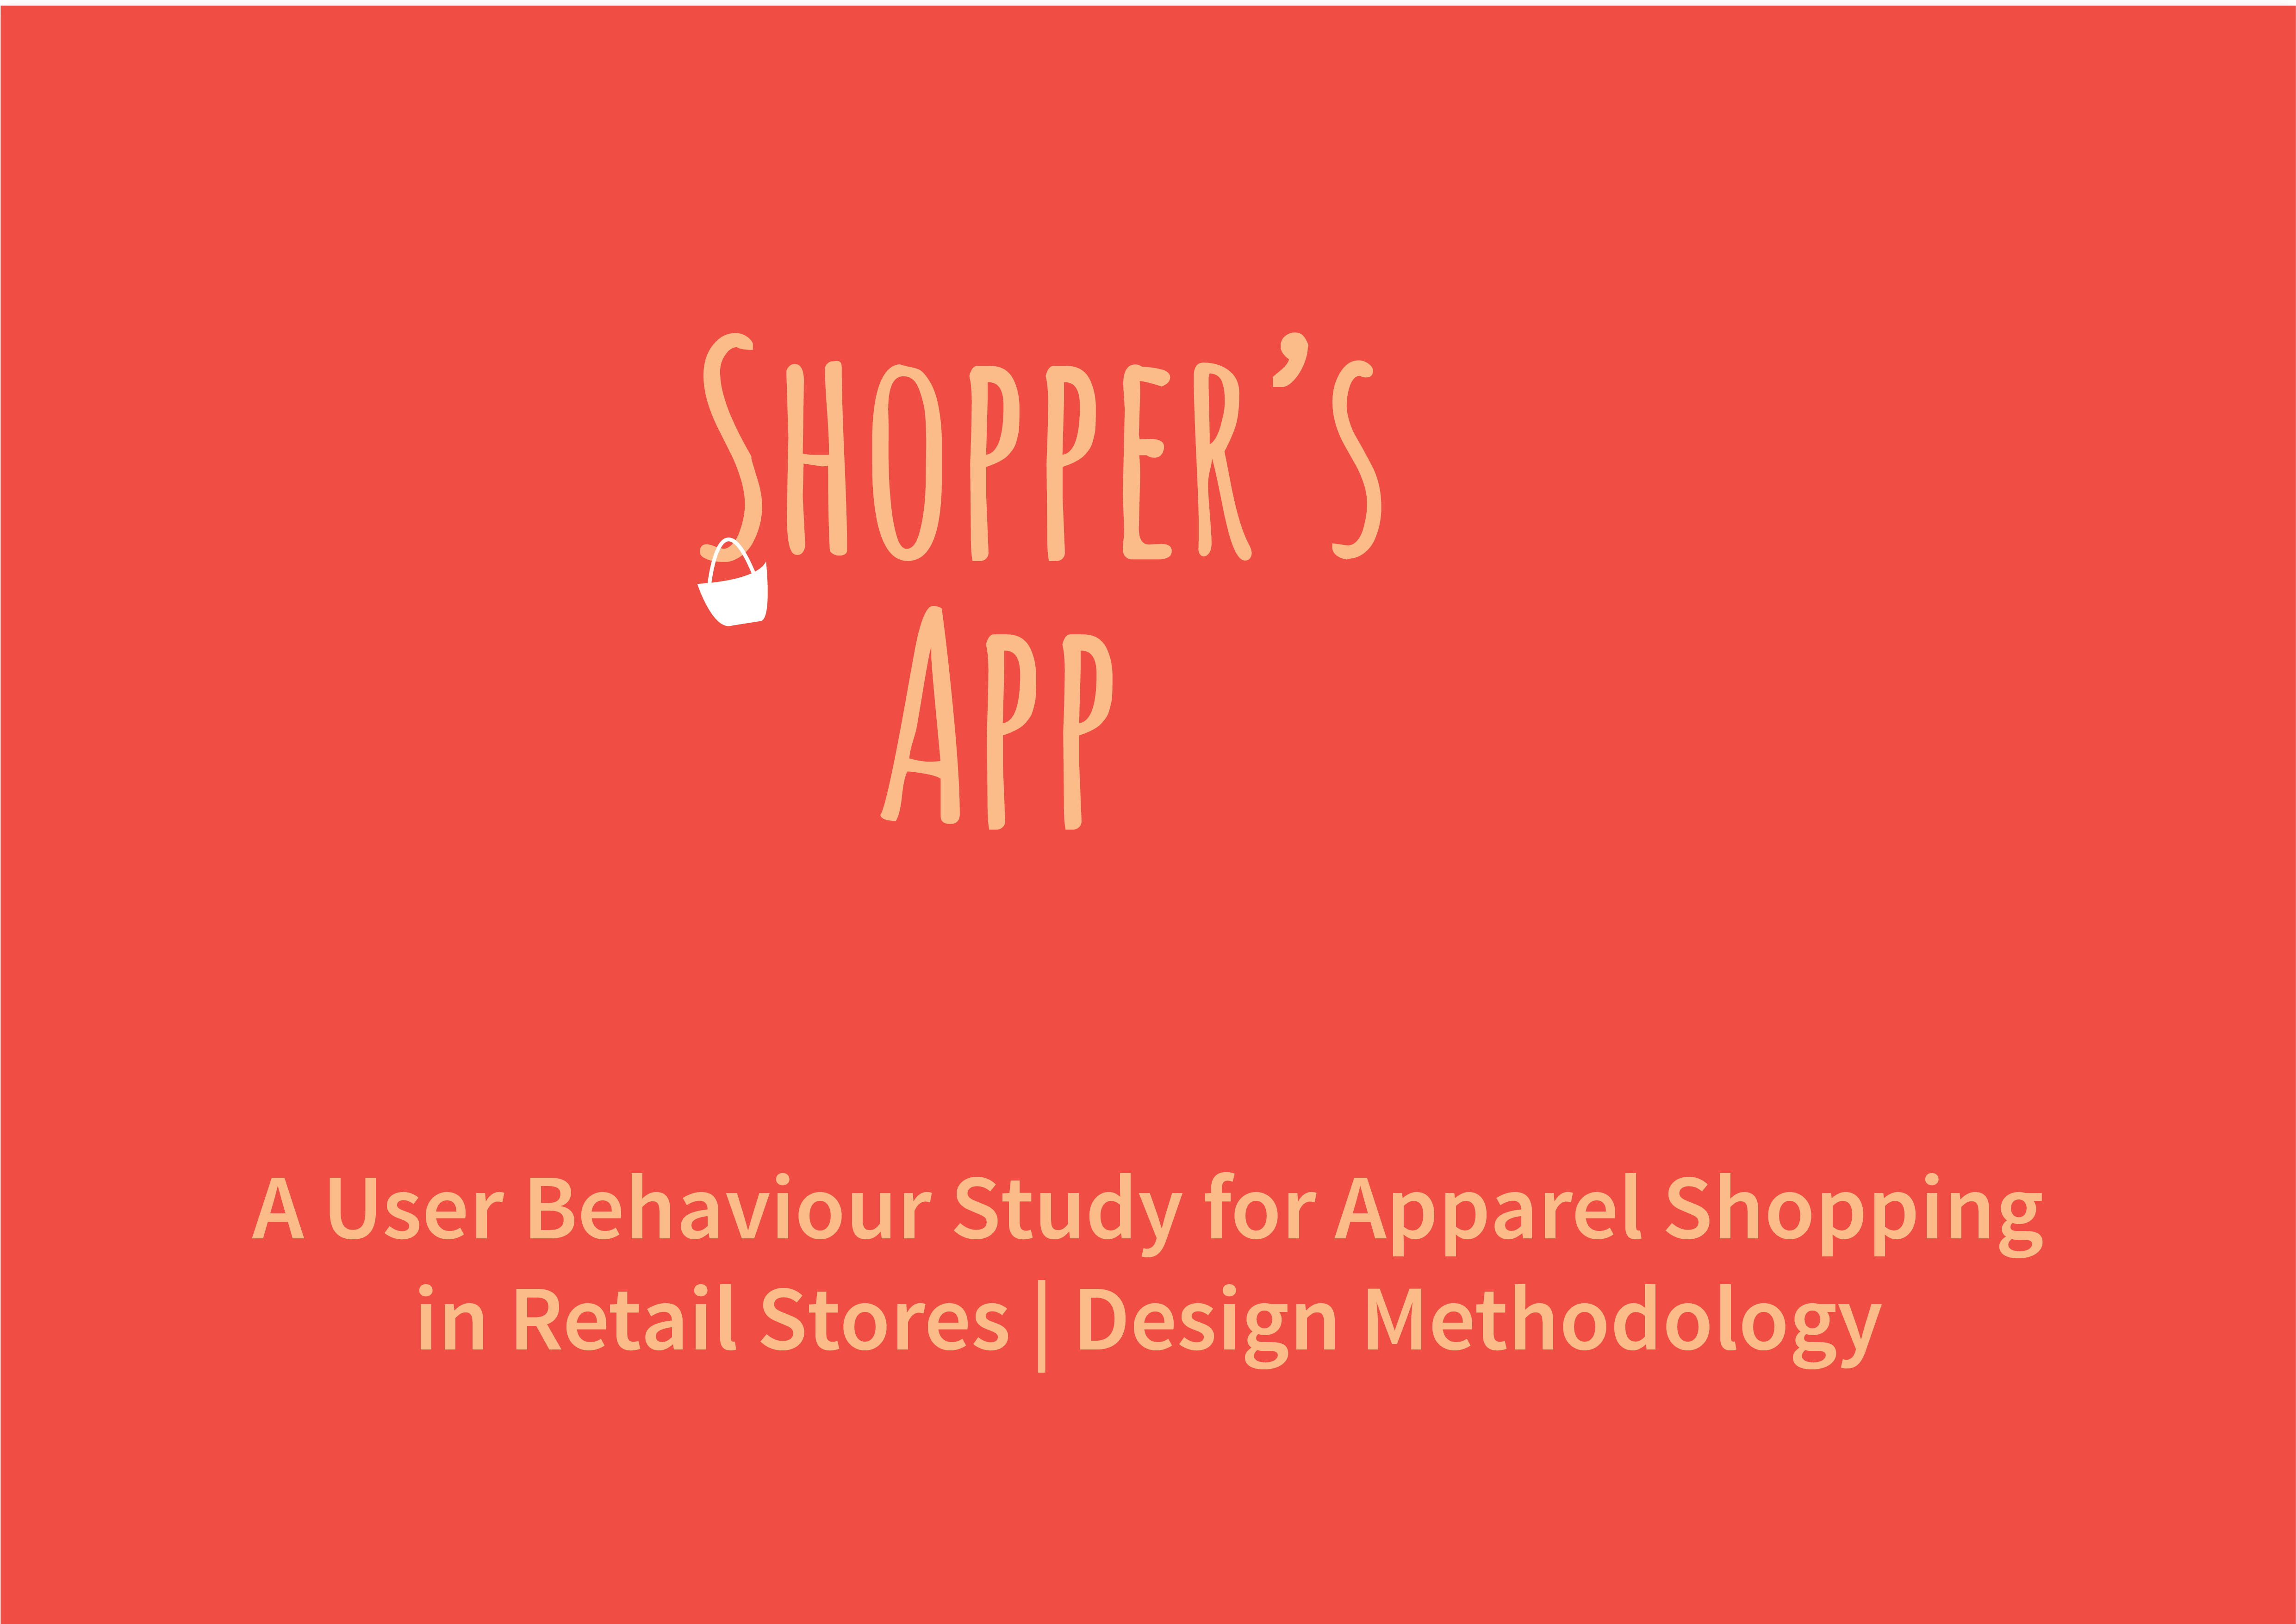 Shopper’s
App
A User Behaviour Study for Apparel Shopping
in Retail Stores | Design Methodology